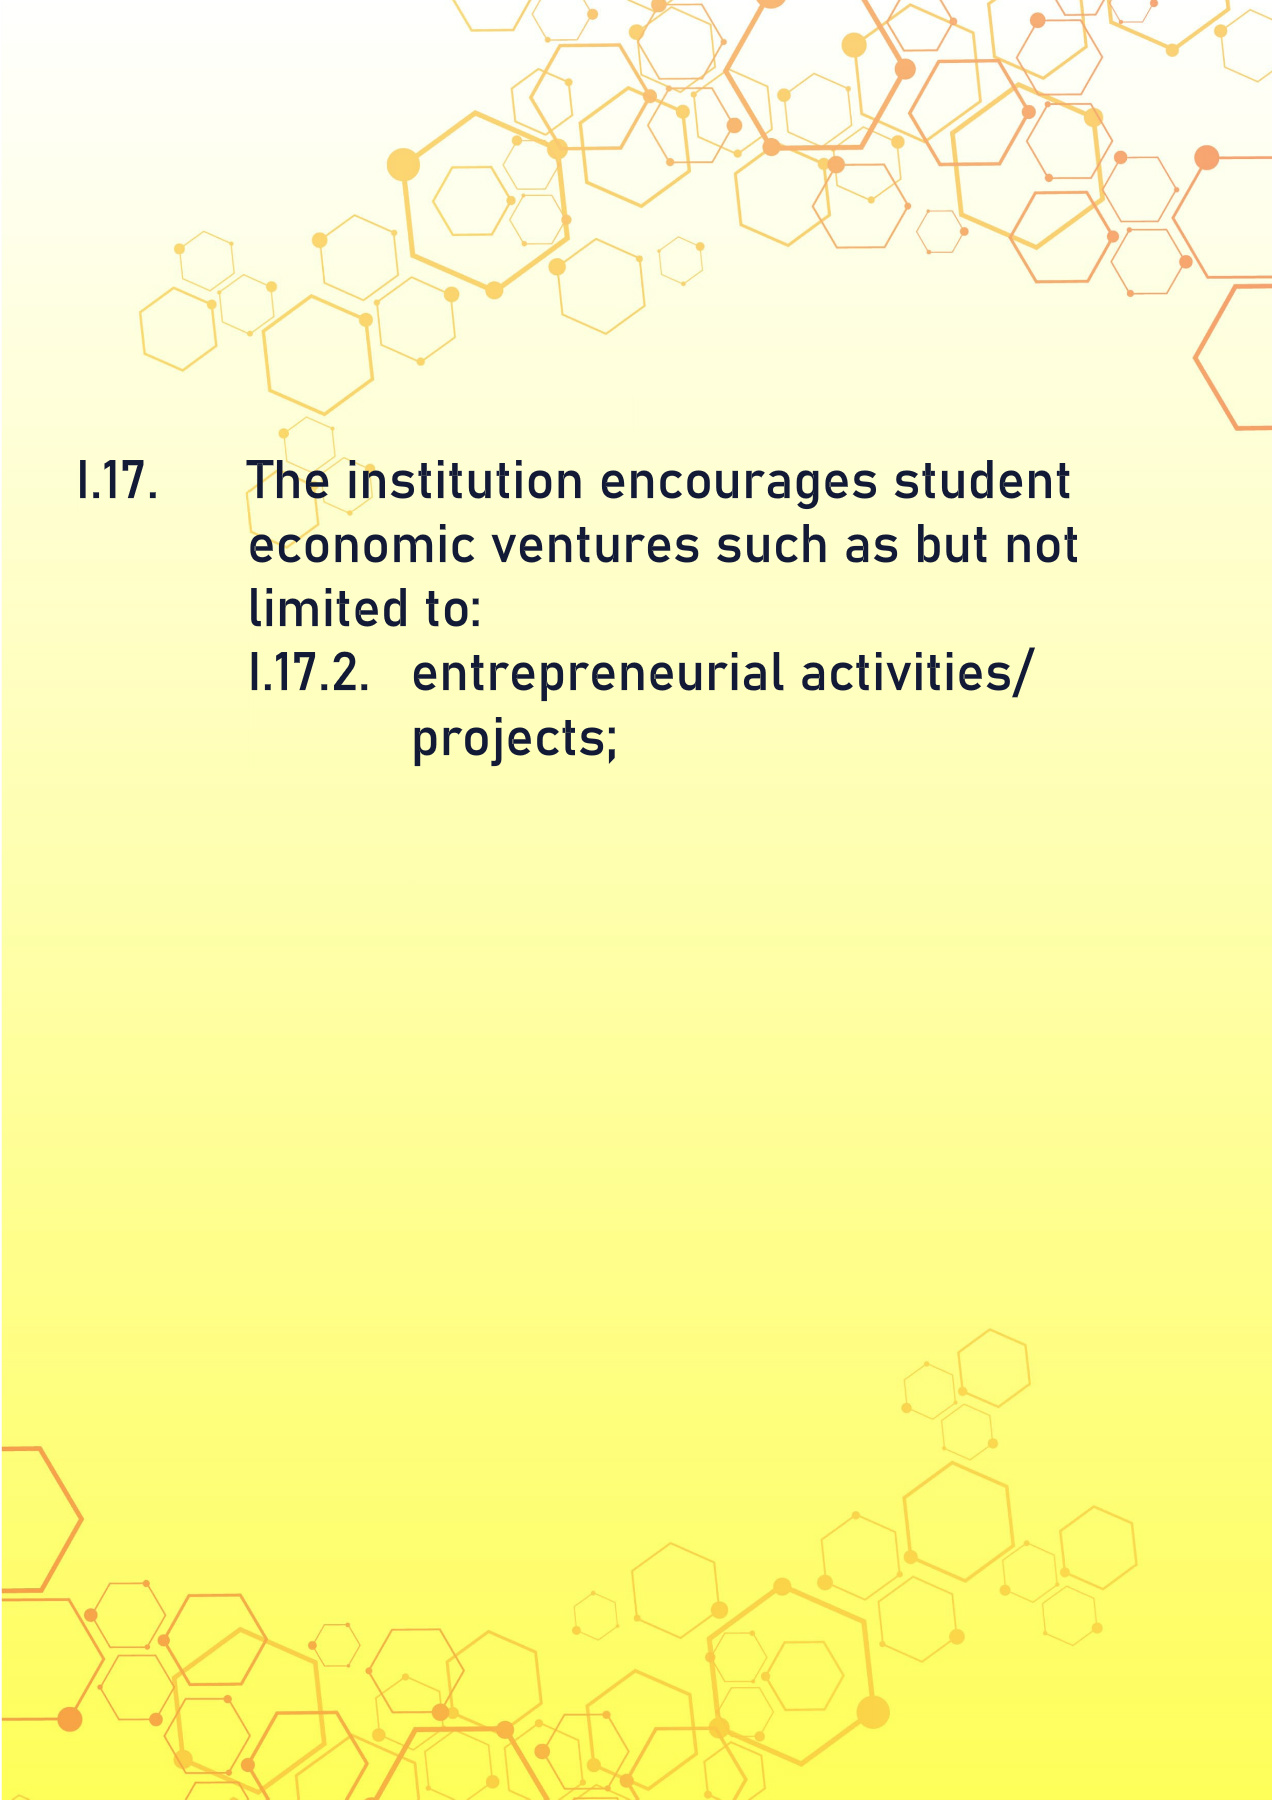 I.17. The institution encourages student
economic ventures such as but not
limited to:
I.17.2. entrepreneurial activities/
projects;